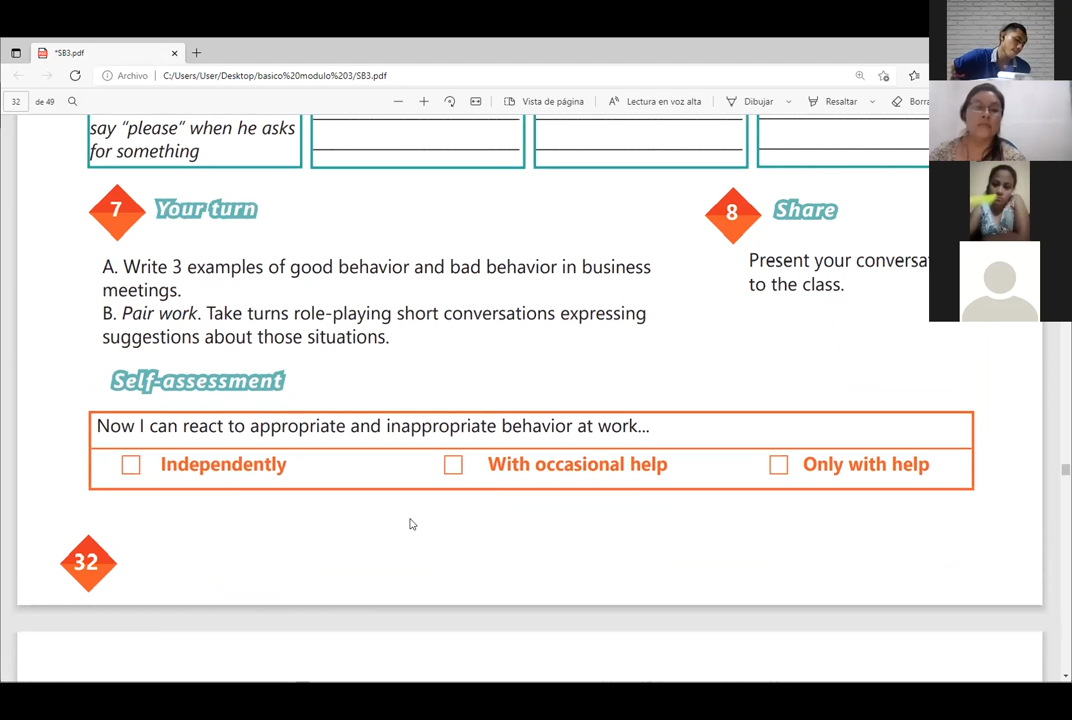 *SB3.pdf
Archivo
C:/Users/User/Desktop/basico%20modulo%203/SB3.pdf
32
de 49
Vista de página
Lectura en voz alta
Dibujar
Resaltar
Borra
say “please” when he asks
for something
7
Your turn
A. Write 3 examples of good behavior and bad behavior in business
meetings.
B. Pair work. Take turns role-playing short conversations expressing
suggestions about those situations.
8
Share
Present your conversa
to the class.
Self-assessment
Now I can react to appropriate and inappropriate behavior at work...
Independently
With occasional help
Only with help
32